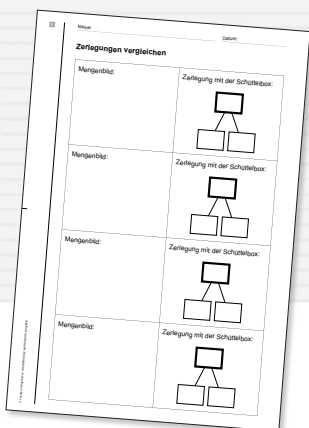 Name:
Datum:
Zerlegungen vergleichen
Mengenbild:
Zerlegung mit der Schüttelbox:
Mengenbild:
Zerlegung mit der Schüttelbox:
Mengenbild:
Zerlegung mit der Schüttelbox:
Mengenbild:
Zerlegung mit der Schüttelbox: